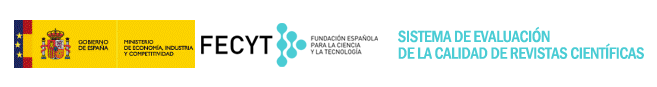 GOBIERNO
DE ESPAÑA
MINISTERIO
DE ECONOMÍA, INDUSTRIA
Y COMPETITIVIDAD
FECYT
FUNDACIÓN ESPAÑOLA
PARA LA CIENCIA
Y LA TECNOLOGÍA
SISTEMA DE EVALUACIÓN
DE LA CALIDAD DE REVISTAS CIENTÍFICAS